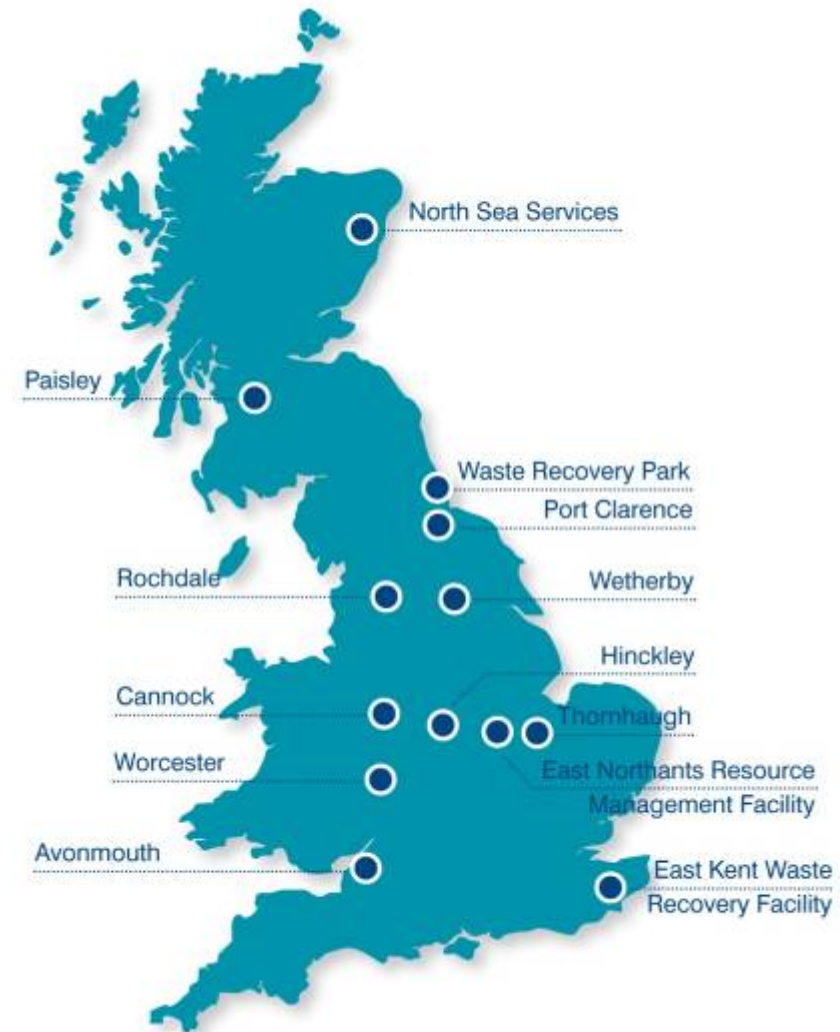 North Sea Services
Paisley
Waste Recovery Park
Port Clarence
Rochdale
Wetherby
Hinckley
Cannock
Thornhaugh
Worcester
East Northants Resource
Management Facility
Avonmouth
East Kent Waste
Recovery Facility